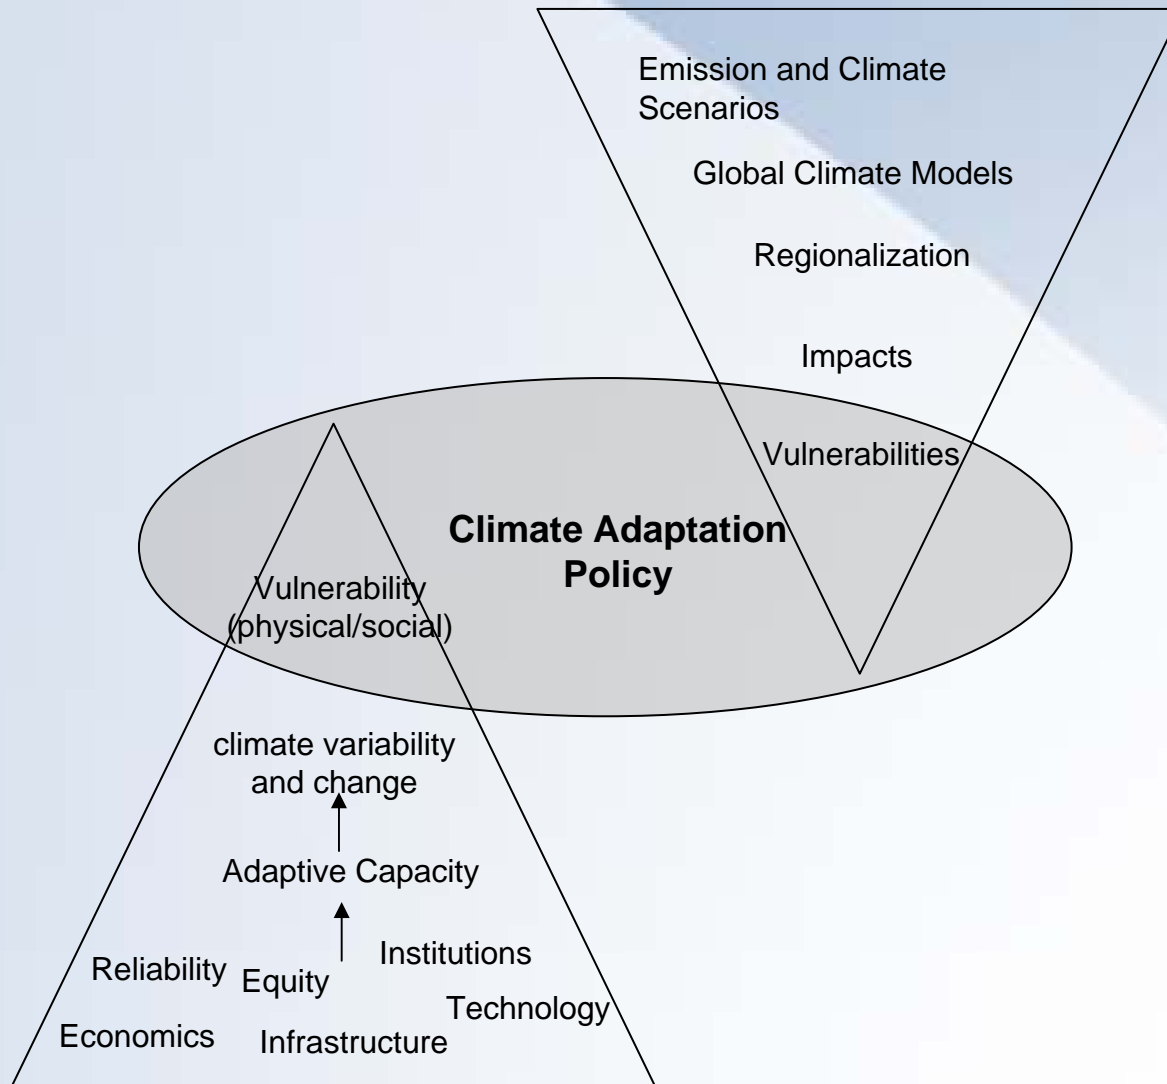 Emission and Climate
Scenarios
Global Climate Models
Regionalization
Impacts
Vulnerabilities
Climate Adaptation
Policy
Vulnerability
(physical/social)
climate variability
and change
Adaptive Capacity
Institutions
Reliability
Equity
Technology
Economics
Infrastructure